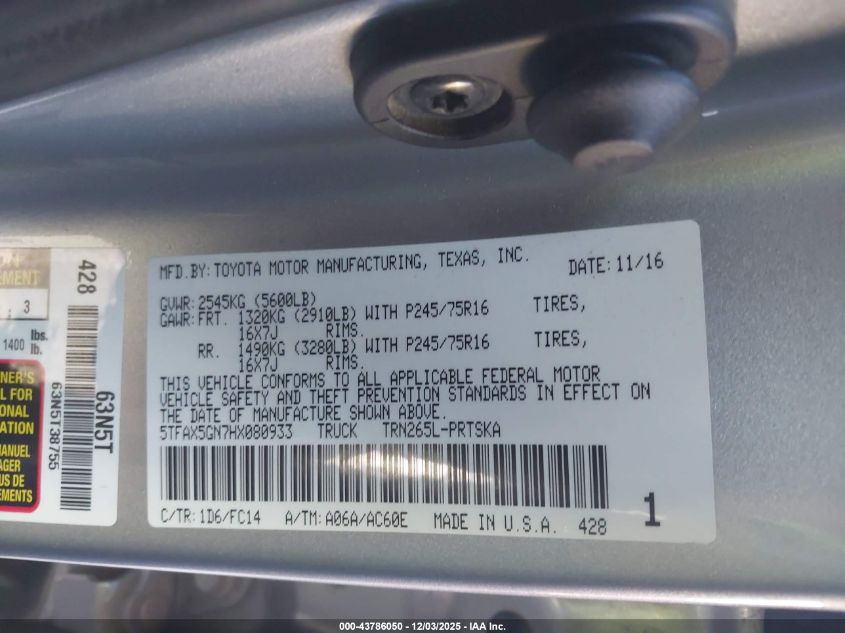 MFD.BY: TOYOTA MOTOR MANUFACTURING, TEXAS, INC. DATE: 11/16
GVWR: 2545KG (5600LB)
GAWR: FRT. 1320KG (2910LB) WITH P245/75R16 TIRES,
16X7J RIMS.
RR. 1490KG (3280LB) WITH P245/75R16 TIRES,
16X7J RIMS.
THIS VEHICLE CONFORMS TO ALL APPLICABLE FEDERAL MOTOR
VEHICLE SAFETY AND THEFT PREVENTION STANDARDS IN EFFECT ON
THE DATE OF MANUFACTURE SHOWN ABOVE.
5TFAX5GN7HX080933 TRUCK TRN265L-PRTSKA
C/TR: 1D6/FC14 A/TM: A06A/AC60E MADE IN U.S.A. 428 1
: 3
1400 lbs.
lb.
428
63N5T38755
63N5T
000-43786050 - 12/03/2025 - IAA Inc.